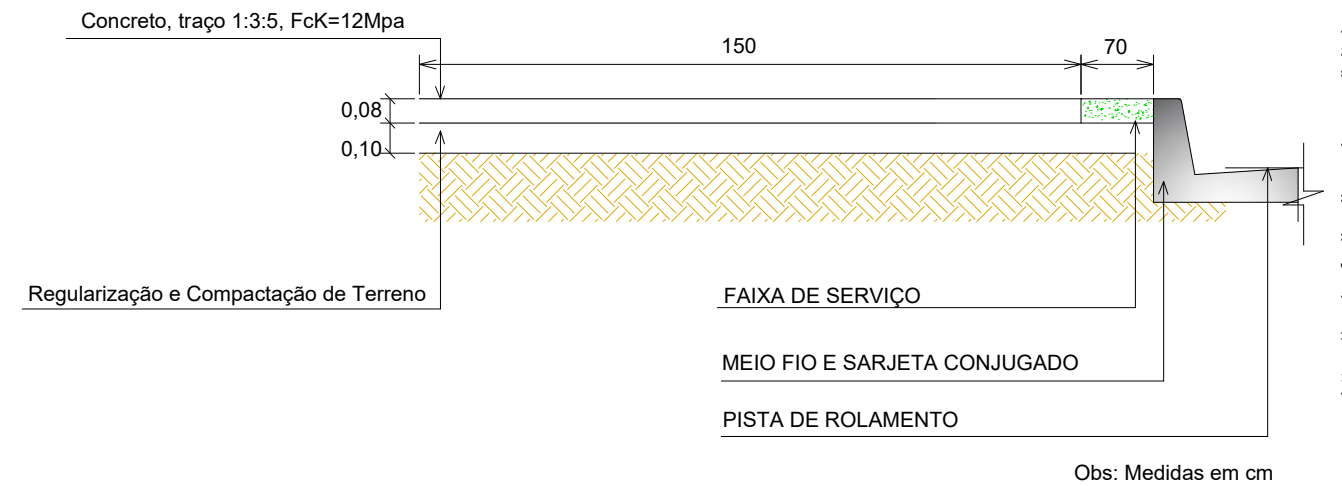 Concreto, traço 1:3:5, FcK=12Mpa
150
70
0,08
0,10
Regularização e Compactação de Terreno
FAIXA DE SERVIÇO
MEIO FIO E SARJETA CONJUGADO
PISTA DE ROLAMENTO
Obs: Medidas em cm